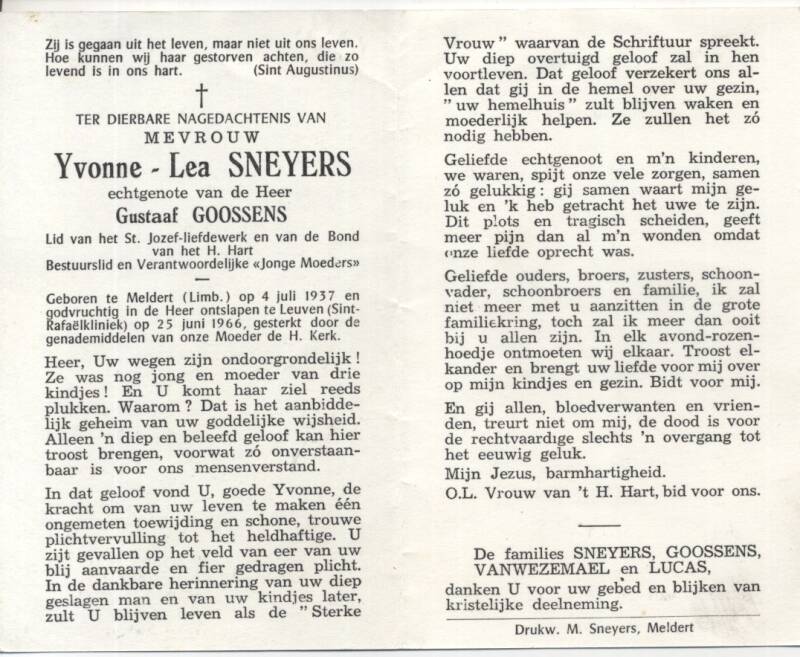 Zij is gegaan uit het leven, maar niet uit ons leven.
Hoe kunnen wij haar gestorven achten, die zo
levend is in ons hart. (Sint Augustinus)
†
TER DIERBARE NAGEDACHTENIS VAN
MEVROUW
Yvonne - Lea SNEYERS
echtgenote van de Heer
Gustaaf GOOSSENS
Lid van het St. Jozef-liefdewerk en van de Bond
van het H. Hart
Bestuurslid en Verantwoordelijke «Jonge Moeders»
Geboren te Meldert (Limb.) op 4 juli 1937 en
godvruchtig in de Heer ontslapen te Leuven (Sint-
Rafaëlkliniek) op 25 juni 1966, gesterkt door de
genademiddelen van onze Moeder de H. Kerk.
Heer, Uw wegen zijn ondoorgrondelijk !
Ze was nog jong en moeder van drie
kindjes! En U komt haar ziel reeds
plukken. Waarom ? Dat is het aanbidde-
lijk geheim van uw goddelijke wijsheid.
Alleen 'n diep en beleefd geloof kan hier
troost brengen, voorwat zó onverstaan-
baar is voor ons mensenverstand.
In dat geloof vond U, goede Yvonne, de
kracht om van uw leven te maken één
ongemeten toewijding en schone, trouwe
plichtvervulling tot het heldhaftige. U
zijt gevallen op het veld van eer van uw
blij aanvaarde en fier gedragen plicht.
In de dankbare herinnering van uw diep
geslagen man en van uw kindjes later,
zult U blijven leven als de "Sterke
Vrouw" waarvan de Schriftuur spreekt.
Uw diep overtuigd geloof zal in hen
voortleven. Dat geloof verzekert ons al-
len dat gij in de hemel over uw gezin,
"uw hemelhuis" zult blijven waken en
moederlijk helpen. Ze zullen het zó
nodig hebben.
Geliefde echtgenoot en m'n kinderen,
we waren, spijt onze vele zorgen, samen
zó gelukkig : gij samen waart mijn ge-
luk en 'k heb getracht het uwe te zijn.
Dit plots en tragisch scheiden, geeft
meer pijn dan al m'n wonden omdat
onze liefde oprecht was.
Geliefde ouders, broers, zusters, schoon-
vader, schoonbroers en familie, ik zal
niet meer met u aanzitten in de grote
familiekring, toch zal ik meer dan ooit
bij u allen zijn. In elk avond-rozen-
hoedje ontmoeten wij elkaar. Troost el-
kander en brengt uw liefde voor mij over
op mijn kindjes en gezin. Bidt voor mij.
En gij allen, bloedverwanten en vrien-
den, treurt niet om mij, de dood is voor
de rechtvaardige slechts 'n overgang tot
het eeuwig geluk.
Mijn Jezus, barmhartigheid.
O.L. Vrouw van 't H. Hart, bid voor ons.
De families SNEYERS, GOOSSENS,
VANWEZEMAEL en LUCAS,
danken U voor uw gebed en blijken van
kristelijke deelneming.
Drukw. M. Sneyers, Meldert